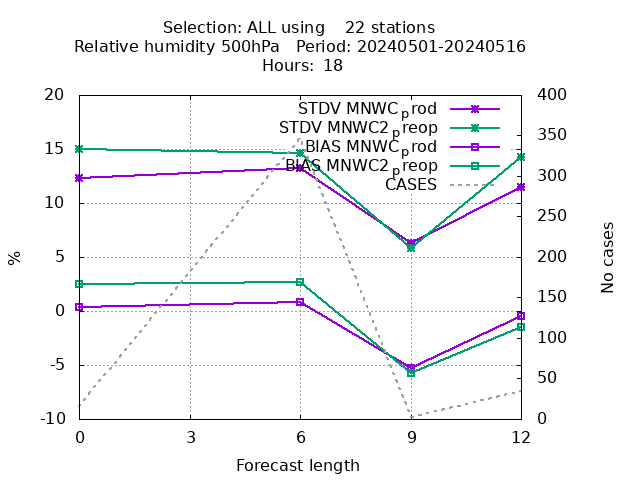 Selection: ALL using 22 stations
Relative humidity 500hPa Period: 20240501-20240516
Hours: 18
20
15
10
5
0
-5
-10
%
STDV MNWC_prod
STDV MNWC2_preop
BIAS MNWC_prod
BIAS MNWC2_preop
CASES
400
350
300
250
200
150
100
50
0
No cases
0 3 6 9 12
Forecast length